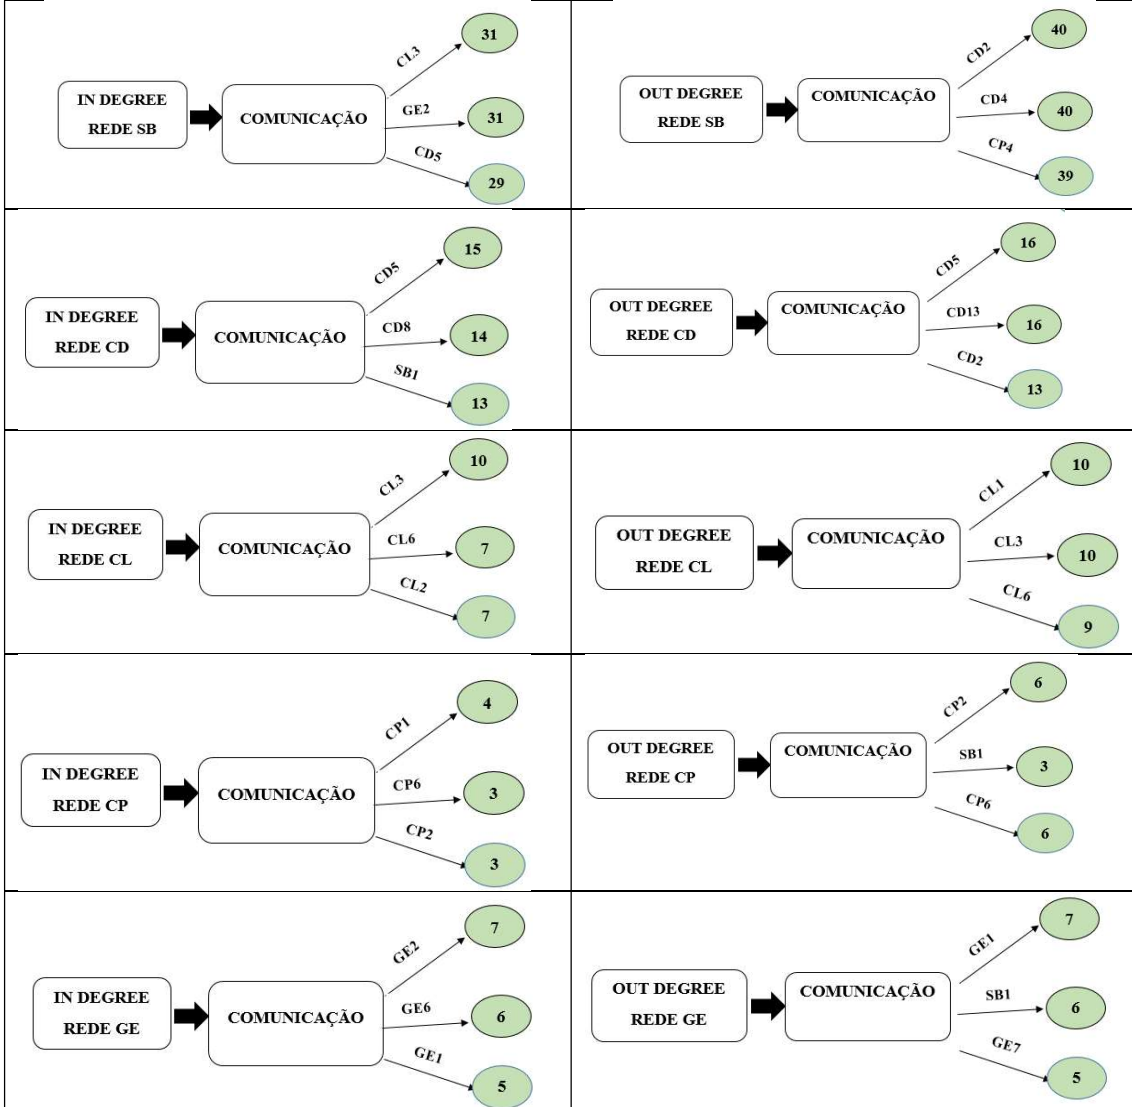 IN DEGREE
REDE SB
COMUNICAÇÃO
CL3
31
GE2
31
CD5
29
OUT DEGREE
REDE SB
COMUNICAÇÃO
CD2
40
CD4
40
CP4
39
IN DEGREE
REDE CD
COMUNICAÇÃO
CD5
15
CD8
14
SB1
13
OUT DEGREE
REDE CD
COMUNICAÇÃO
CD5
16
CD13
16
CD2
13
IN DEGREE
REDE CL
COMUNICAÇÃO
CL3
10
CL6
7
CL2
7
OUT DEGREE
REDE CL
COMUNICAÇÃO
CL1
10
CL3
10
CL6
9
IN DEGREE
REDE CP
COMUNICAÇÃO
CP1
4
CP6
3
CP2
3
OUT DEGREE
REDE CP
COMUNICAÇÃO
CP2
6
SB1
3
CP6
6
IN DEGREE
REDE GE
COMUNICAÇÃO
GE2
7
GE6
6
GE1
5
OUT DEGREE
REDE GE
COMUNICAÇÃO
GE1
7
SB1
6
GE7
5